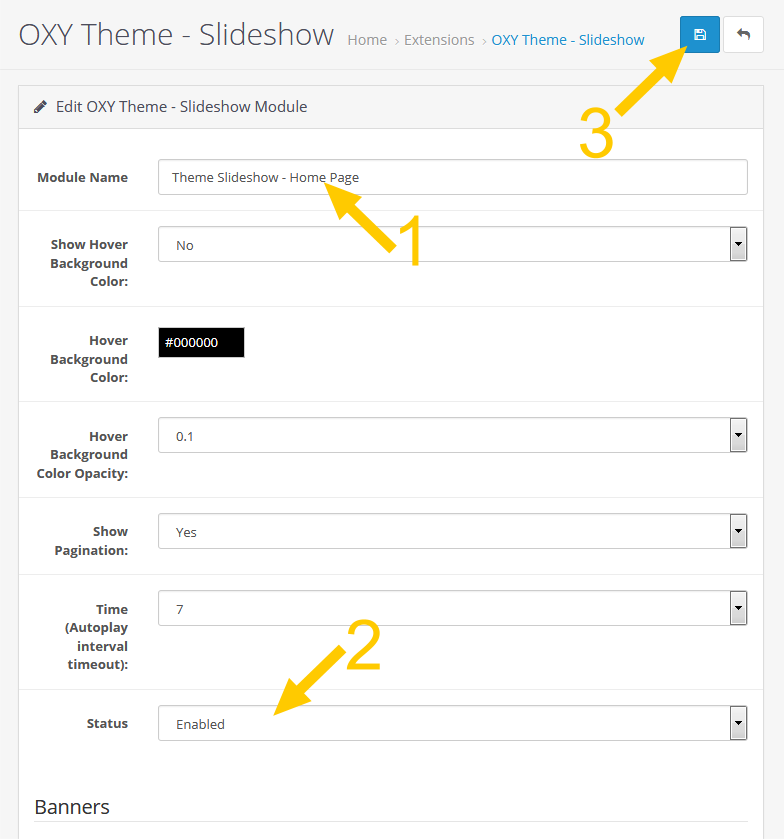 OXY Theme - Slideshow Home › Extensions › OXY Theme - Slideshow
3
Edit OXY Theme - Slideshow Module
Module Name Theme Slideshow - Home Page
1
Show Hover
Background
Color:
No
Hover
Background
Color:
#000000
Hover
Background
Color Opacity:
0.1
Show
Pagination:
Yes
Time
(Autoplay
interval
timeout):
7
2
Status Enabled
Banners